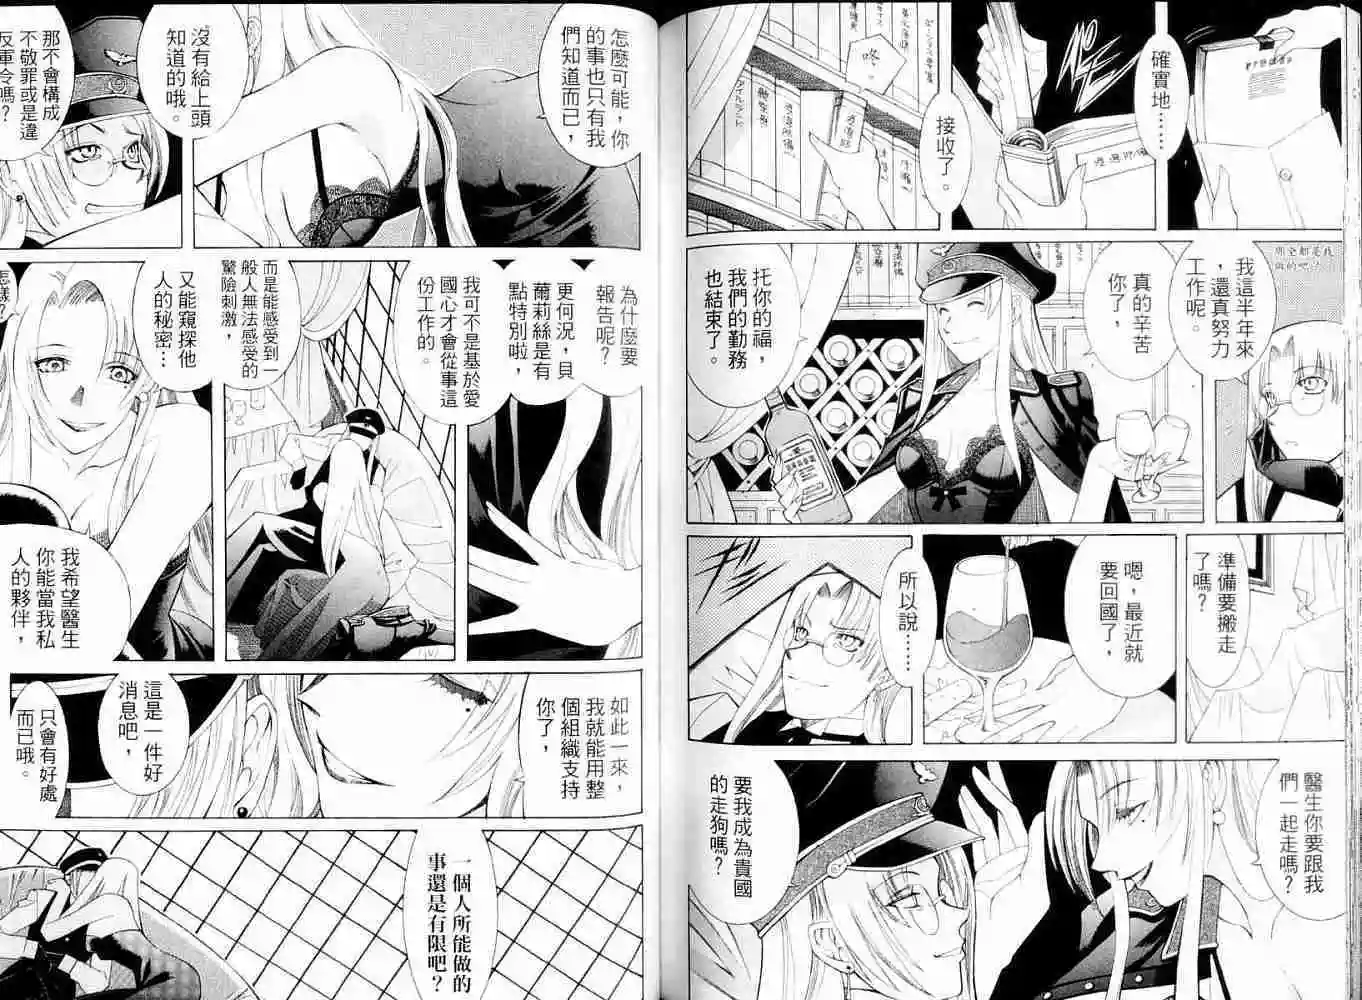 確實地……
接收了。
咚。
我這半年來
，還真努力
工作呢。
真的辛苦
你了，
托你的福，
我們的勤務
也結束了。
準備要搬走
了嗎？
嗯，最近就
要回國了，
所以說……
醫生你要跟我
們一起走嗎？
要我成為貴國
的走狗嗎？
怎麼可能，你
的事也只有我
們知道而已，
沒有給上頭
知道的哦。
那不會構成
不敬罪或是違
反軍令嗎？
為什麼要
報告呢？
更何況，貝
薾莉絲是有
點特別啦，
我可不是基於愛
國心才會從事這
份工作的。
而是能感受到一
般人無法感受的
驚險刺激，
又能窺探他
人的秘密…
怎樣？
我希望醫生
你能當我私
人的夥伴，
如此一來，
我就能用整
個組織支持
你了，
這是一件好
消息吧，
只會有好處
而已哦。
一個人所能做的
事還是有限吧？